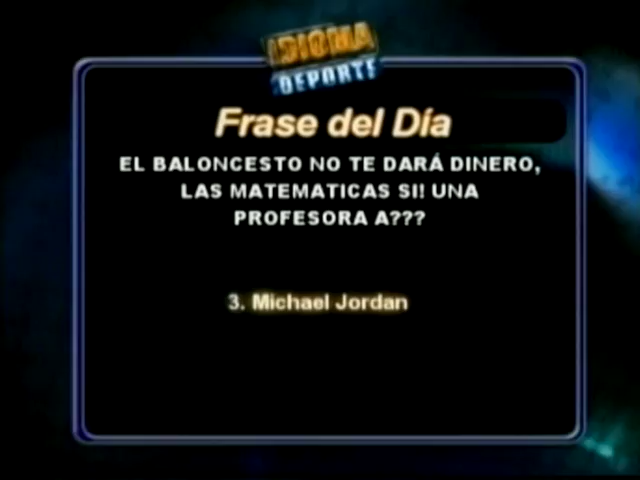 IDIOMA
DEPORTE
Frase del Día
EL BALONCESTO NO TE DARÁ DINERO,
LAS MATEMATICAS SI! UNA
PROFESORA A???
3. Michael Jordan